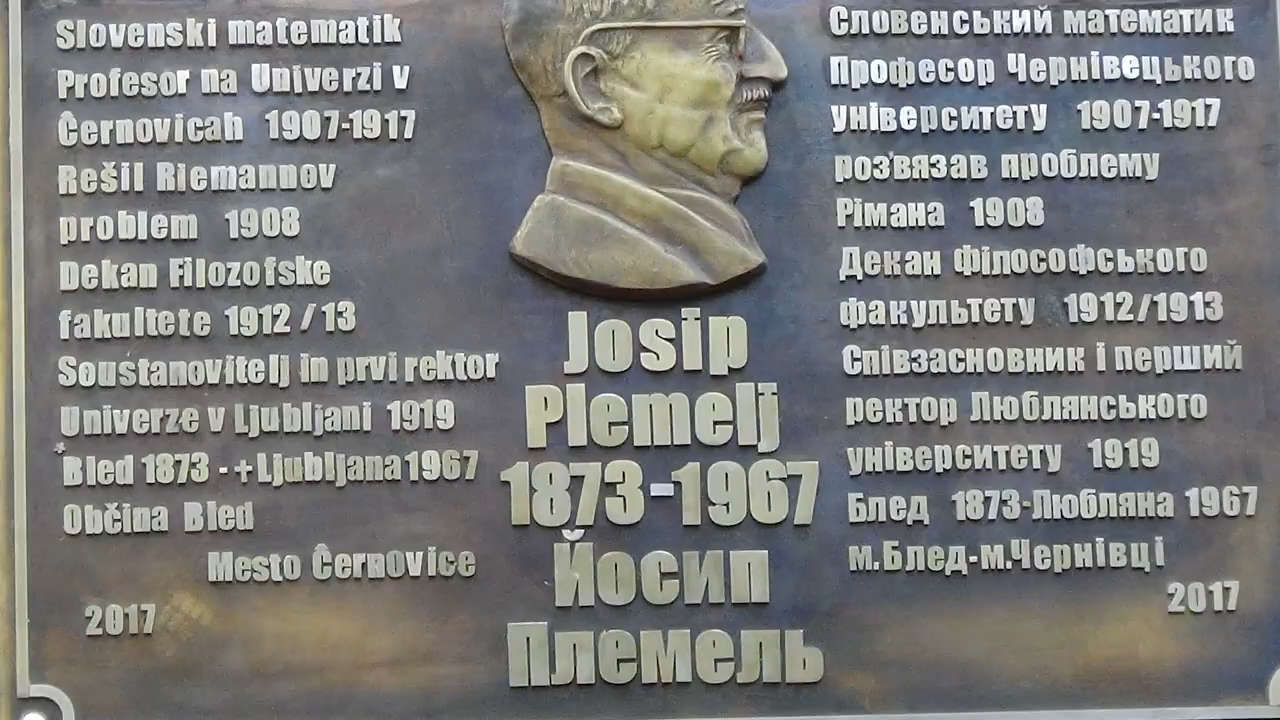 Slovenski matematik
Profesor na Univerzi v
Černovicah 1907-1917
Rešil Riemannov
problem 1908
Dekan Filozofske
fakultete 1912 / 13
Soustanovitelj in prvi rektor
Univerze v Ljubljani 1919
* Bled 1873 - + Ljubljana 1967
Občina Bled
Mesto Černovice
2017
Josip
Plemelj
1873-1967
Йосип
Племель
Словенський математик
Професор Чернівецького
університету 1907-1917
розв'язав проблему
Рімана 1908
Декан філософського
факультету 1912/1913
Співзасновник і перший
ректор Люблянського
університету 1919
Блед 1873-Любляна 1967
м.Блед-м.Чернівці
2017